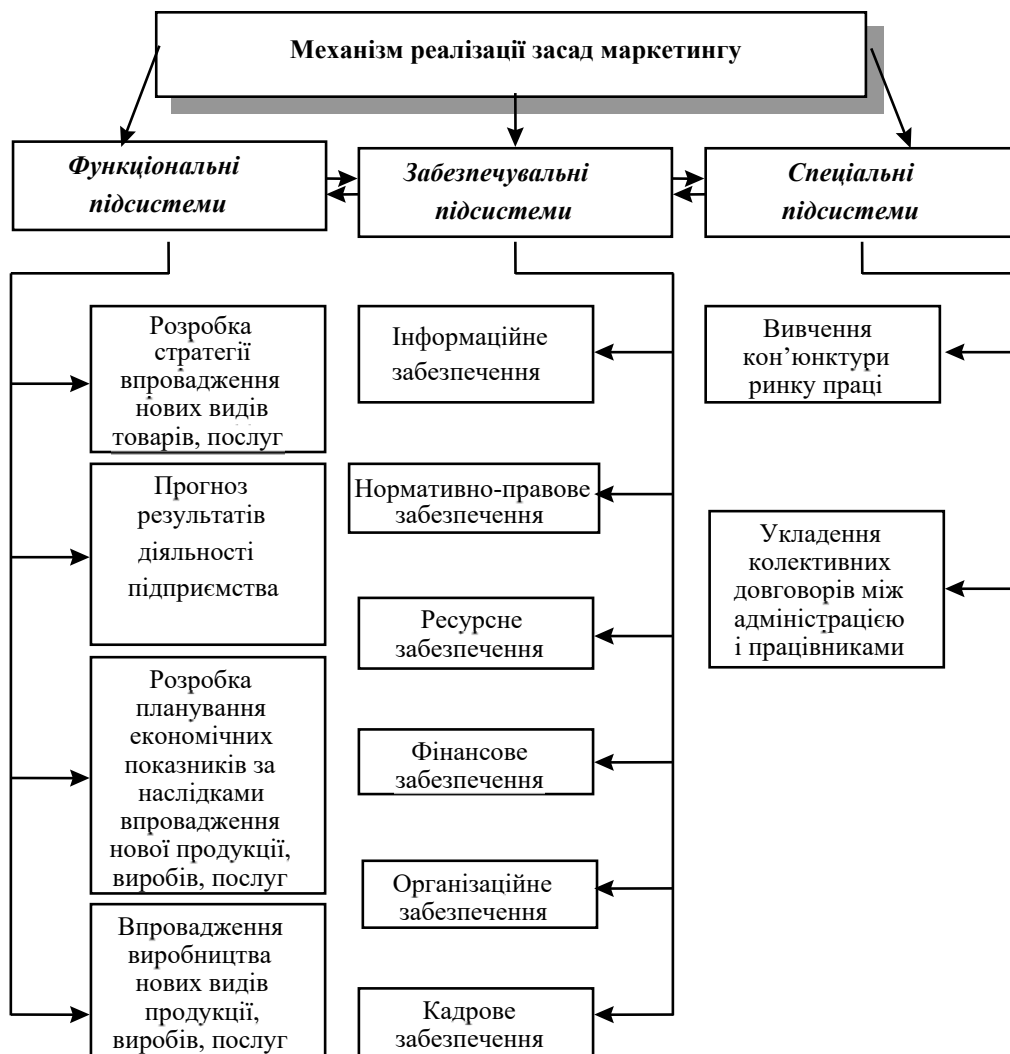 Механізм реалізації засад маркетингу
Функціональні
підсистеми
Забезпечувальні
підсистеми
Спеціальні
підсистеми
Розробка
стратегії
впровадження
нових видів
товарів, послуг
Прогноз
результатів
діяльності
підприємства
Розробка
планування
економічних
показників за
наслідками
впровадження
нової продукції,
виробів, послуг
Впровадження
виробництва
нових видів
продукції,
виробів, послуг
Інформаційне
забезпечення
Нормативно-правове
забезпечення
Ресурсне
забезпечення
Фінансове
забезпечення
Організаційне
забезпечення
Кадрове
забезпечення
Вивчення
кон’юнктури
ринку праці
Укладення
колективних
довговорів між
адміністрацією
і працівниками